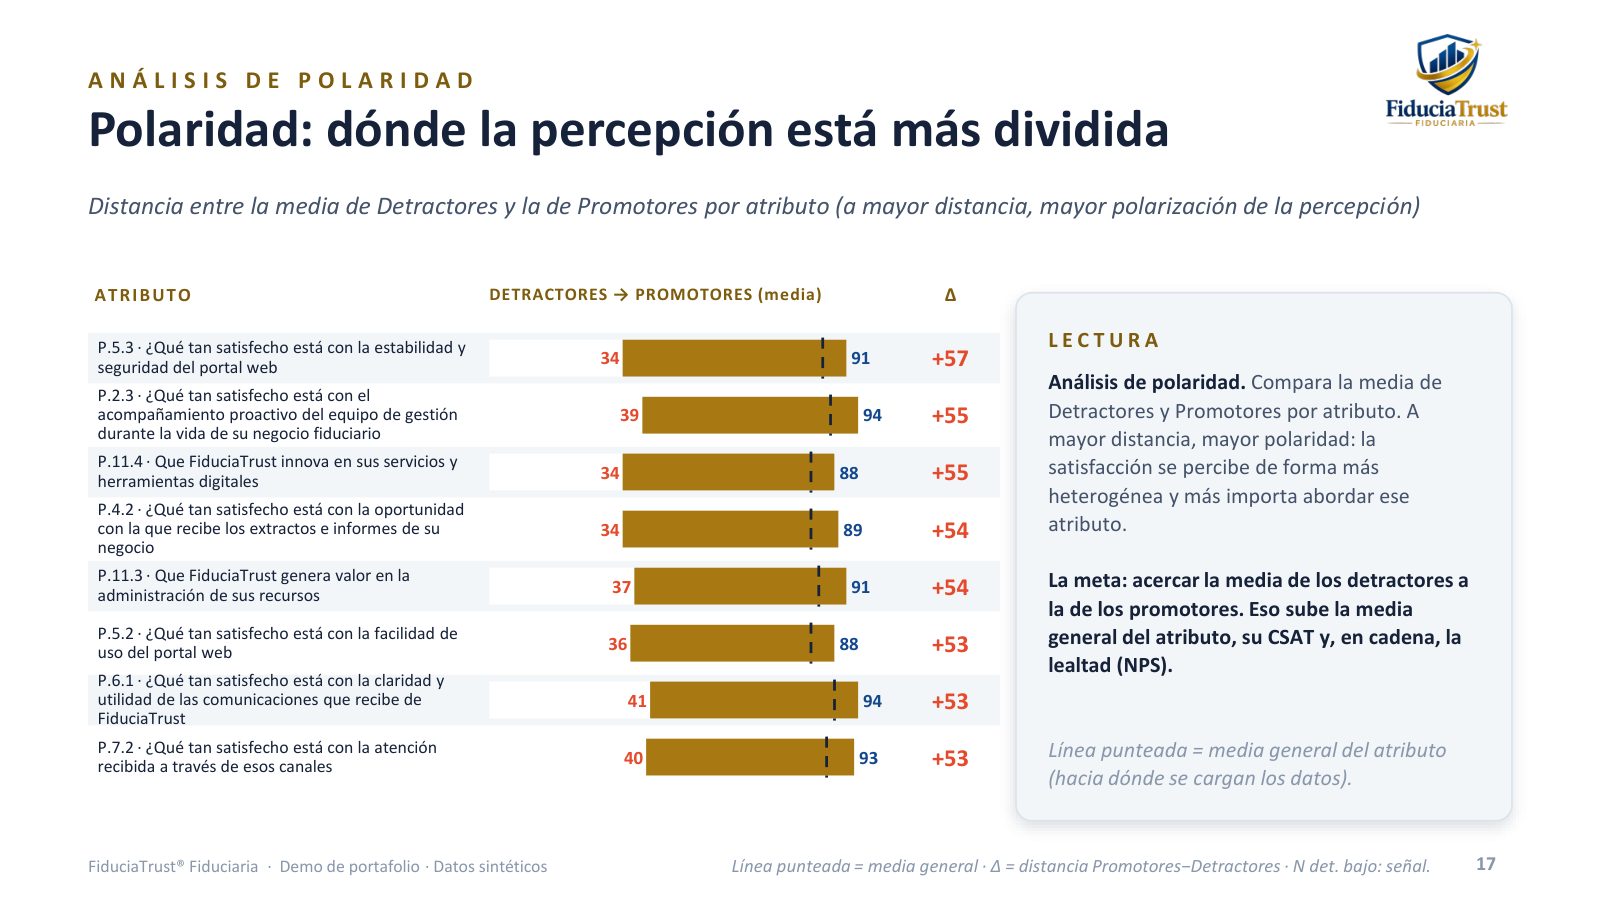 ANÁLISIS DE POLARIDAD
Polaridad: dónde la percepción está más dividida
FiduciaTrust
FIDUCIARIA
Distancia entre la media de Detractores y la de Promotores por atributo (a mayor distancia, mayor polarización de la percepción)
ATRIBUTO
DETRACTORES → PROMOTORES (media)
Δ
P.5.3 · ¿Qué tan satisfecho está con la estabilidad y
seguridad del portal web
34
91
+57
P.2.3 · ¿Qué tan satisfecho está con el
acompañamiento proactivo del equipo de gestión
durante la vida de su negocio fiduciario
39
94
+55
P.11.4 · Que FiduciaTrust innova en sus servicios y
herramientas digitales
34
88
+55
P.4.2 · ¿Qué tan satisfecho está con la oportunidad
con la que recibe los extractos e informes de su
negocio
34
89
+54
P.11.3 · Que FiduciaTrust genera valor en la
administración de sus recursos
37
91
+54
P.5.2 · ¿Qué tan satisfecho está con la facilidad de
uso del portal web
36
88
+53
P.6.1 · ¿Qué tan satisfecho está con la claridad y
utilidad de las comunicaciones que recibe de
FiduciaTrust
41
94
+53
P.7.2 · ¿Qué tan satisfecho está con la atención
recibida a través de esos canales
40
93
+53
LECTURA
Análisis de polaridad. Compara la media de
Detractores y Promotores por atributo. A
mayor distancia, mayor polaridad: la
satisfacción se percibe de forma más
heterogénea y más importa abordar ese
atributo.
La meta: acercar la media de los detractores a
la de los promotores. Eso sube la media
general del atributo, su CSAT y, en cadena, la
lealtad (NPS).
Línea punteada = media general del atributo
(hacia dónde se cargan los datos).
FiduciaTrust® Fiduciaria · Demo de portafolio · Datos sintéticos
Línea punteada = media general · Δ = distancia Promotores−Detractores · N det. bajo: señal.
17